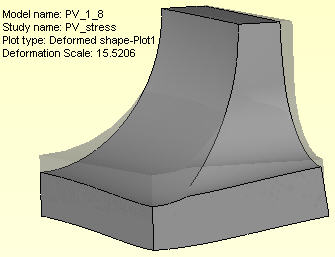 Model name: PV_1_8
Study name: PV_stress
Plot type: Deformed shape-Plot1
Deformation Scale: 15.5206